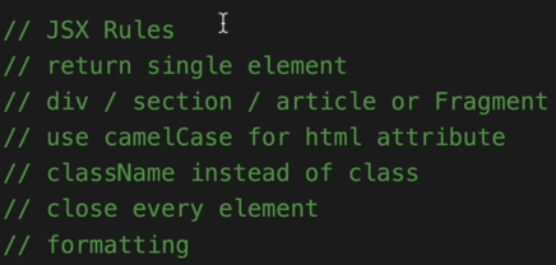 // JSX Rules
// return single element
// div / section / article or Fragment
// use camelCase for html attribute
// className instead of class
// close every element
// formatting